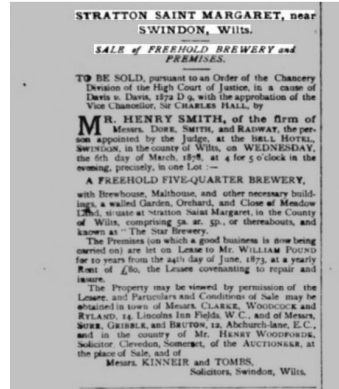 STRATTON SAINT MARGARET, near
SWINDON, Wilts.
SALE of FREEHOLD BREWERY and
PREMISES.
TO BE SOLD, pursuant to an Order of the Chancery
Division of the High Court of Justice, in a cause of
Davis v. Davis, 1872 D 9, with the approbation of the
Vice Chancellor, Sir CHARLES HALL, by
MR. HENRY SMITH, of the firm of
Messrs. DORE, SMITH, and RADWAY, the per-
son appointed by the Judge, at the BELL HOTEL,
SWINDON, in the county of Wilts, on WEDNESDAY,
the 6th day of March, 1878, at 4 for 5 o'clock in the
evening, precisely, in one Lot :—
A FREEHOLD FIVE-QUARTER BREWERY,
with Brewhouse, Malthouse, and other necessary build-
ings, a walled Garden, Orchard, and Close of Meadow
Land, situate at Stratton Saint Margaret, in the County
of Wilts, comprising 5a. 2r. 5p., or thereabouts, and
known as "The Star Brewery.
The Premises (on which a good business is now being
carried on) are let on Lease to Mr. WILLIAM POUND
for 10 years from the 24th day of June, 1873, at a yearly
Rent of £80, the Lessee covenanting to repair and
insure.
The Property may be viewed by permission of the
Lessee, and Particulars and Conditions of Sale may be
obtained in town of Messrs. CLARKE, WOODCOCK and
RYLAND, 14, Lincolns Inn Fields, W.C., and of Messrs,
GRIBBLE, and BRUTON, 12, Abchurch-lane, E.C.,
and in the country of Mr. HENRY WOODFORDE,
Solicitor, Clevedon, Somerset, of the AUCTIONEER, at
the place of Sale, and of
Messrs, KINNEIR and TOMBS,
Solicitors, Swindon, Wilts.